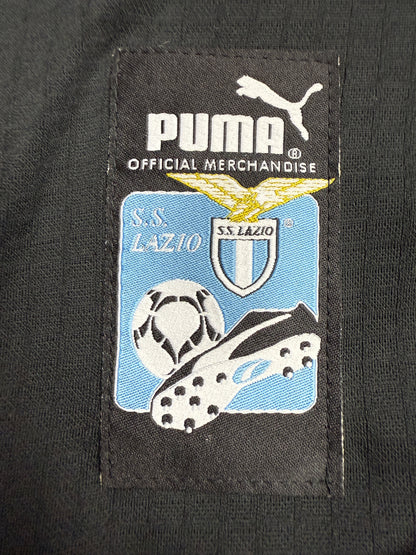 PUMA®
OFFICIAL MERCHANDISE
S.S.
LAZIO
S.S. LAZIO
®